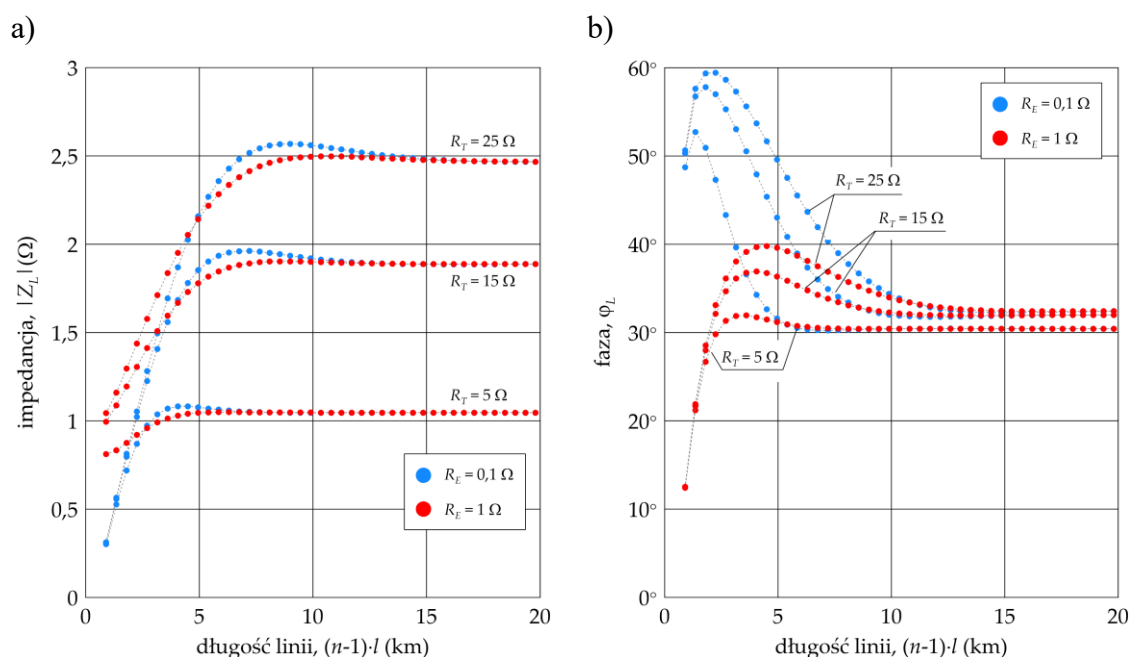 a)
3
2,5
2
1,5
1
0,5
0
0
5
10
15
20
impedancja, |Z_L| (Ω)
długość linii, (n-1)·l (km)
R_T = 25 Ω
R_T = 15 Ω
R_T = 5 Ω
R_E = 0,1 Ω
R_E = 1 Ω
b)
60°
50°
40°
30°
20°
10°
0
0
5
10
15
20
faza, φ_L
długość linii, (n-1)·l (km)
R_E = 0,1 Ω
R_E = 1 Ω
R_T = 25 Ω
R_T = 15 Ω
R_T = 5 Ω